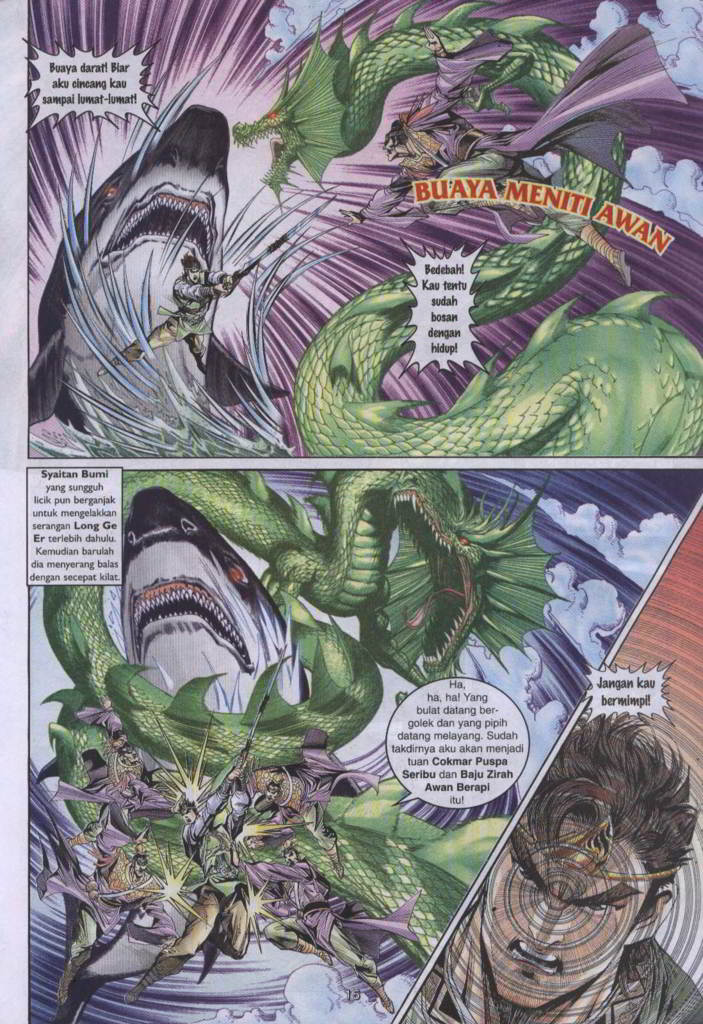 Buaya darat! Biar
aku cincang kau
sampai lumat-lumat!
BUAYA MENITI AWAN
Bedebah!
Kau tentu
sudah
bosan
dengan
hidup!
Syaitan Bumi
yang sungguh
licik pun berganjak
untuk mengelakkan
serangan Long Ge
Er terlebih dahulu.
Kemudian barulah
dia menyerang balas
dengan secepat kilat.
Ha,
ha, ha! Yang
bulat datang ber-
golek dan yang pipih
datang melayang. Sudah
takdirnya aku akan menjadi
tuan Cokmar Puspa
Seribu dan Baju Zirah
Awan Berapi
itu!
Jangan kau
bermimpi!
15